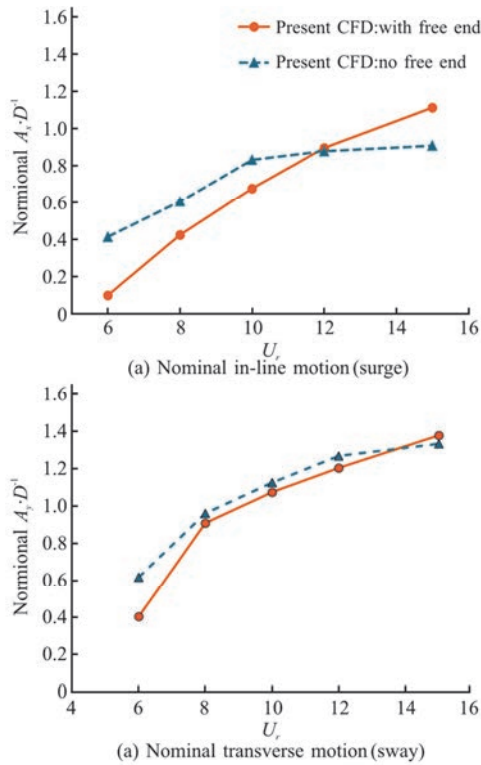 1.6
1.4
1.2
1.0
0.8
0.6
0.4
0.2
0
Normional Aₓ·D⁻¹
Present CFD:with free end
Present CFD:no free end
6 8 10 12 14 16
Uᵣ
(a) Nominal in-line motion(surge)
1.6
1.4
1.2
1.0
0.8
0.6
0.4
0.2
0
Normional Aᵧ·D⁻¹
4 6 8 10 12 14 16
Uᵣ
(a) Nominal transverse motion(sway)